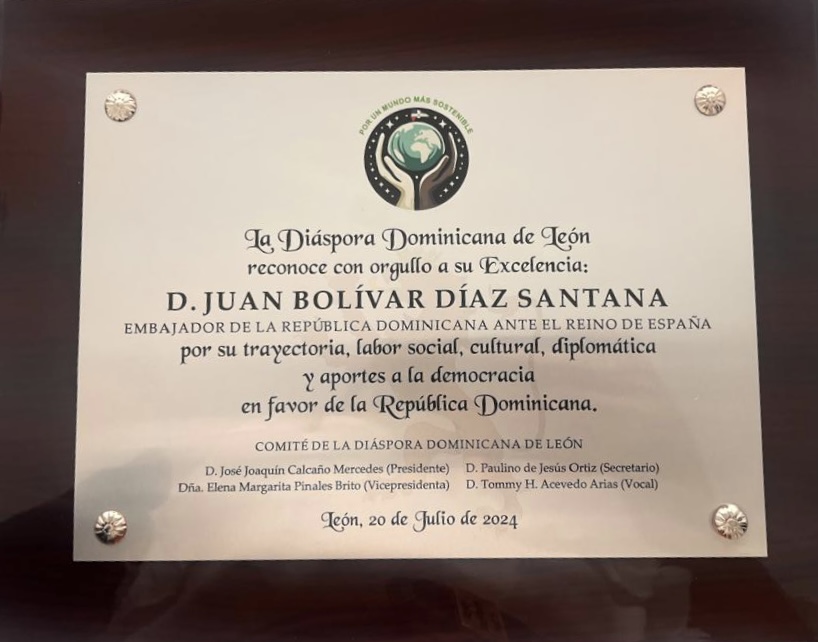 POR UN MUNDO MÁS SOSTENIBLE
La Diáspora Dominicana de León
reconoce con orgullo a su Excelencia:
D. JUAN BOLÍVAR DÍAZ SANTANA
EMBAJADOR DE LA REPÚBLICA DOMINICANA ANTE EL REINO DE ESPAÑA
por su trayectoria, labor social, cultural, diplomática
y aportes a la democracia
en favor de la República Dominicana.
COMITÉ DE LA DIÁSPORA DOMINICANA DE LEÓN
D. José Joaquín Calcaño Mercedes (Presidente) D. Paulino de Jesús Ortiz (Secretario)
Dña. Elena Margarita Pinales Brito (Vicepresidenta) D. Tommy H. Acevedo Arias (Vocal)
León, 20 de Julio de 2024